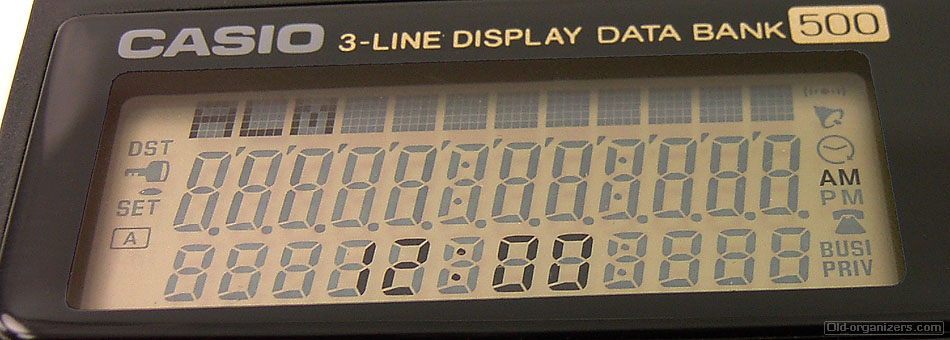 CASIO 3-LINE DISPLAY DATA BANK 500
DST
SET
A
12:00
AM
PM
BUSI
PRIV
Old-organizers.com